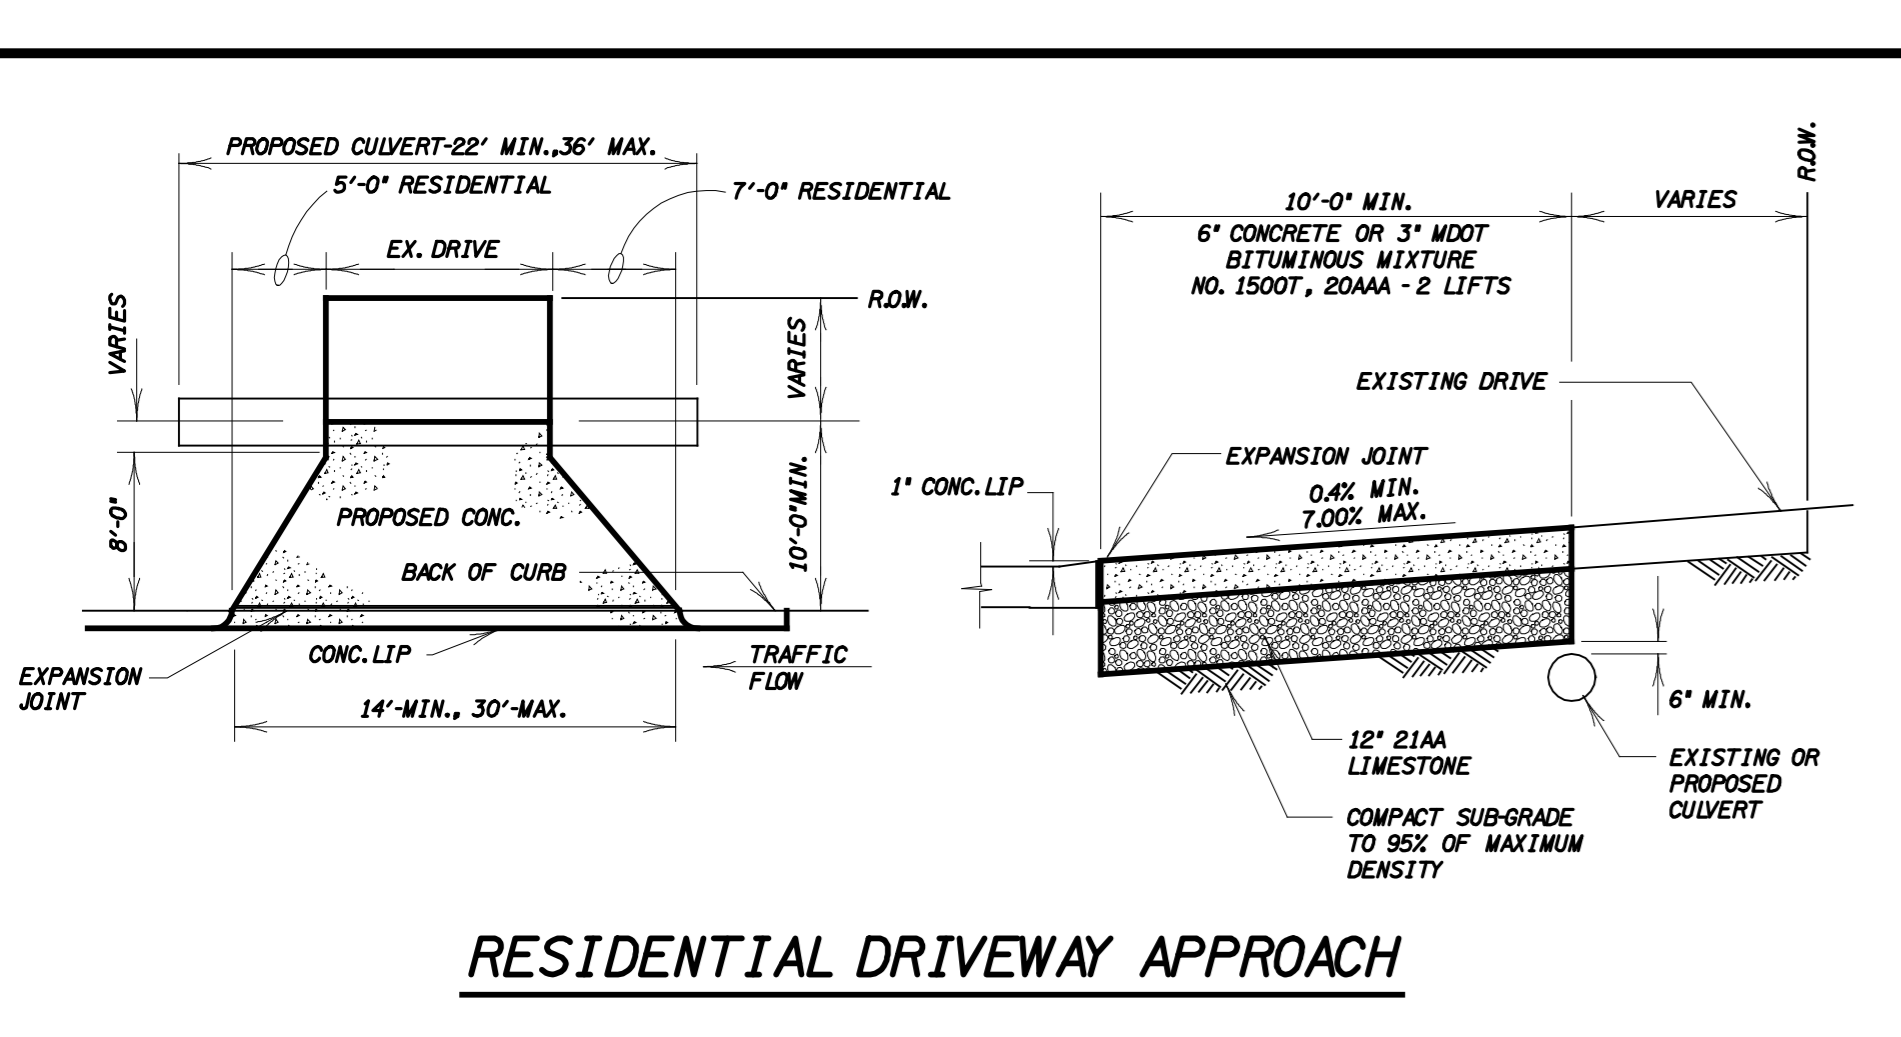 PROPOSED CULVERT-22' MIN.,36' MAX.
5'-0" RESIDENTIAL
7'-0" RESIDENTIAL
EX. DRIVE
R.O.W.
VARIES
VARIES
8'-0"
10'-0"MIN.
PROPOSED CONC.
BACK OF CURB
CONC. LIP
EXPANSION
JOINT
TRAFFIC
FLOW
14'-MIN., 30'-MAX.
R.O.W.
10'-0" MIN.
VARIES
6" CONCRETE OR 3" MDOT
BITUMINOUS MIXTURE
NO. 1500T, 20AAA - 2 LIFTS
EXISTING DRIVE
EXPANSION JOINT
1" CONC. LIP
0.4% MIN.
7.00% MAX.
6" MIN.
12" 21AA
LIMESTONE
EXISTING OR
PROPOSED
CULVERT
COMPACT SUB-GRADE
TO 95% OF MAXIMUM
DENSITY
RESIDENTIAL DRIVEWAY APPROACH